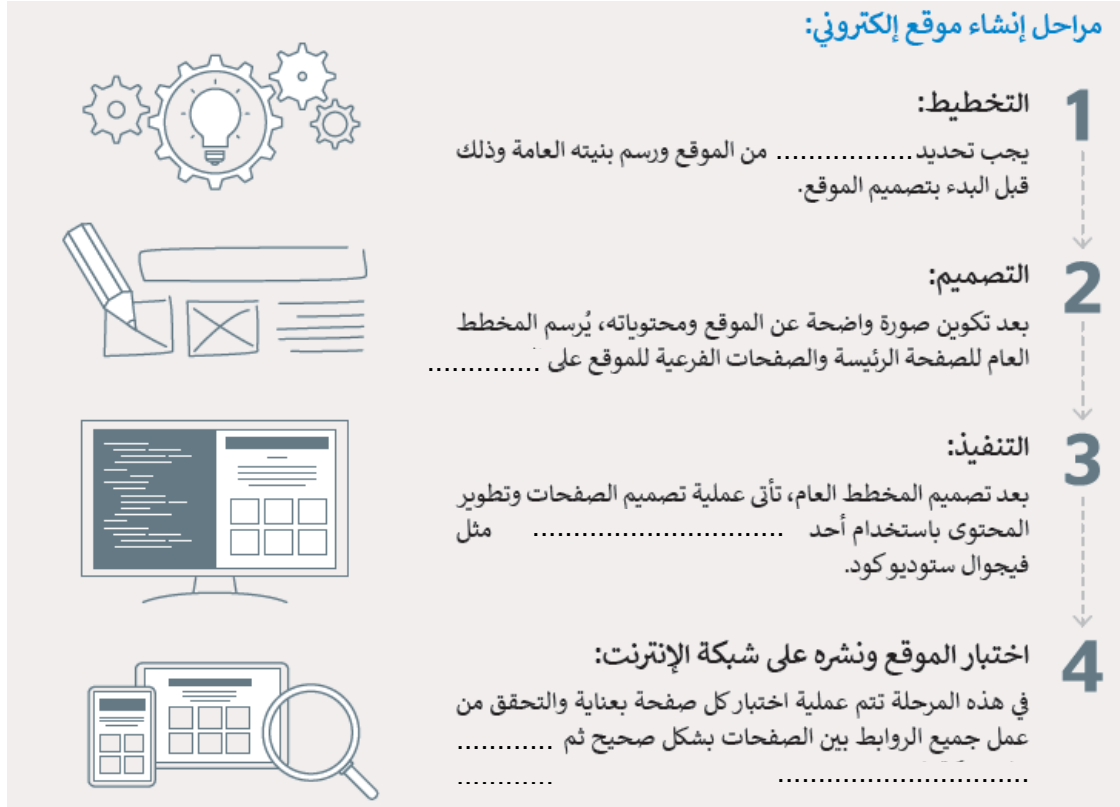 مراحل إنشاء موقع إلكتروني:
1
التخطيط:
يجب تحديد................. من الموقع ورسم بنيته العامة وذلك
قبل البدء بتصميم الموقع.
2
التصميم:
بعد تكوين صورة واضحة عن الموقع ومحتوياته، يُرسم المخطط
العام للصفحة الرئيسة والصفحات الفرعية للموقع على ..............
3
التنفيذ:
بعد تصميم المخطط العام، تأتي عملية تصميم الصفحات وتطوير
المحتوى باستخدام أحد ............................... مثل
فيجوال ستوديو كود.
4
اختبار الموقع ونشره على شبكة الإنترنت:
في هذه المرحلة تتم عملية اختبار كل صفحة بعناية والتحقق من
عمل جميع الروابط بين الصفحات بشكل صحيح ثم ............
............................... ............